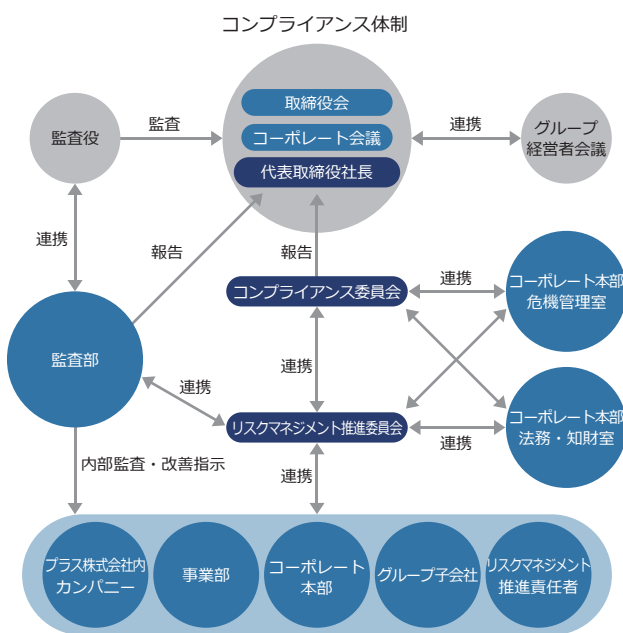 コンプライアンス体制
取締役会
コーポレート会議
代表取締役社長
監査役
監査
連携
グループ
経営者会議
連携
報告
報告
コンプライアンス委員会
連携
コーポレート本部
危機管理室
監査部
連携
連携
リスクマネジメント推進委員会
連携
コーポレート本部
法務・知財室
内部監査・改善指示
連携
プラス株式会社内
カンパニー
事業部
コーポレート
本部
グループ子会社
リスクマネジメント
推進責任者